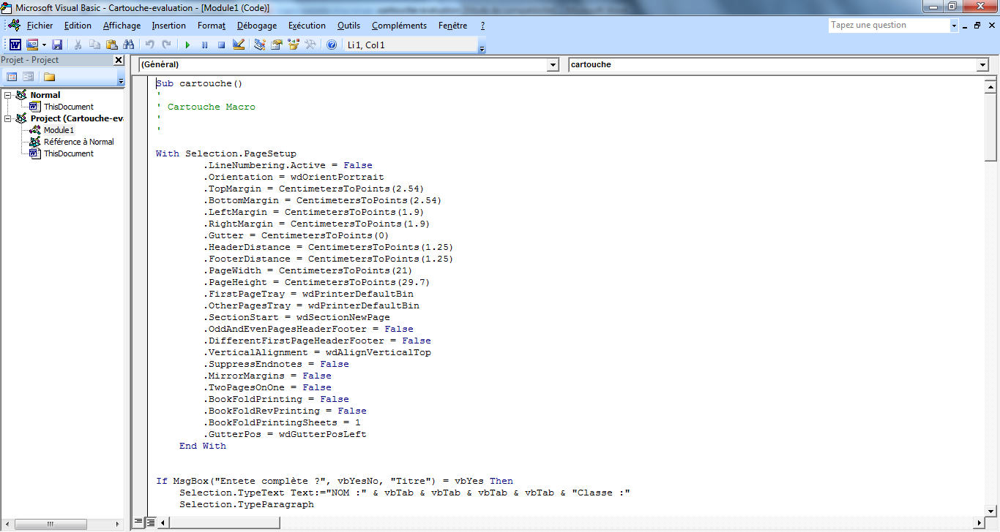 Microsoft Visual Basic - Cartouche-evaluation - [Module1 (Code)]
Fichier Edition Affichage Insertion Format Débogage Exécution Outils Compléments Fenêtre ? Tapez une question
Li 1, Col 1
Projet - Project
(Général) cartouche
Normal
ThisDocument
Project (Cartouche-eva
Module1
Référence à Normal
ThisDocument
Sub cartouche()
'
' Cartouche Macro
'
'
With Selection.PageSetup
.LineNumbering.Active = False
.Orientation = wdOrientPortrait
.TopMargin = CentimetersToPoints(2.54)
.BottomMargin = CentimetersToPoints(2.54)
.LeftMargin = CentimetersToPoints(1.9)
.RightMargin = CentimetersToPoints(1.9)
.Gutter = CentimetersToPoints(0)
.HeaderDistance = CentimetersToPoints(1.25)
.FooterDistance = CentimetersToPoints(1.25)
.PageWidth = CentimetersToPoints(21)
.PageHeight = CentimetersToPoints(29.7)
.FirstPageTray = wdPrinterDefaultBin
.OtherPagesTray = wdPrinterDefaultBin
.SectionStart = wdSectionNewPage
.OddAndEvenPagesHeaderFooter = False
.DifferentFirstPageHeaderFooter = False
.VerticalAlignment = wdAlignVerticalTop
.SuppressEndnotes = False
.MirrorMargins = False
.TwoPagesOnOne = False
.BookFoldPrinting = False
.BookFoldRevPrinting = False
.BookFoldPrintingSheets = 1
.GutterPos = wdGutterPosLeft
End With
If MsgBox("Entete complète ?", vbYesNo, "Titre") = vbYes Then
Selection.TypeText Text:="NOM :" & vbTab & vbTab & vbTab & vbTab & "Classe :"
Selection.TypeParagraph